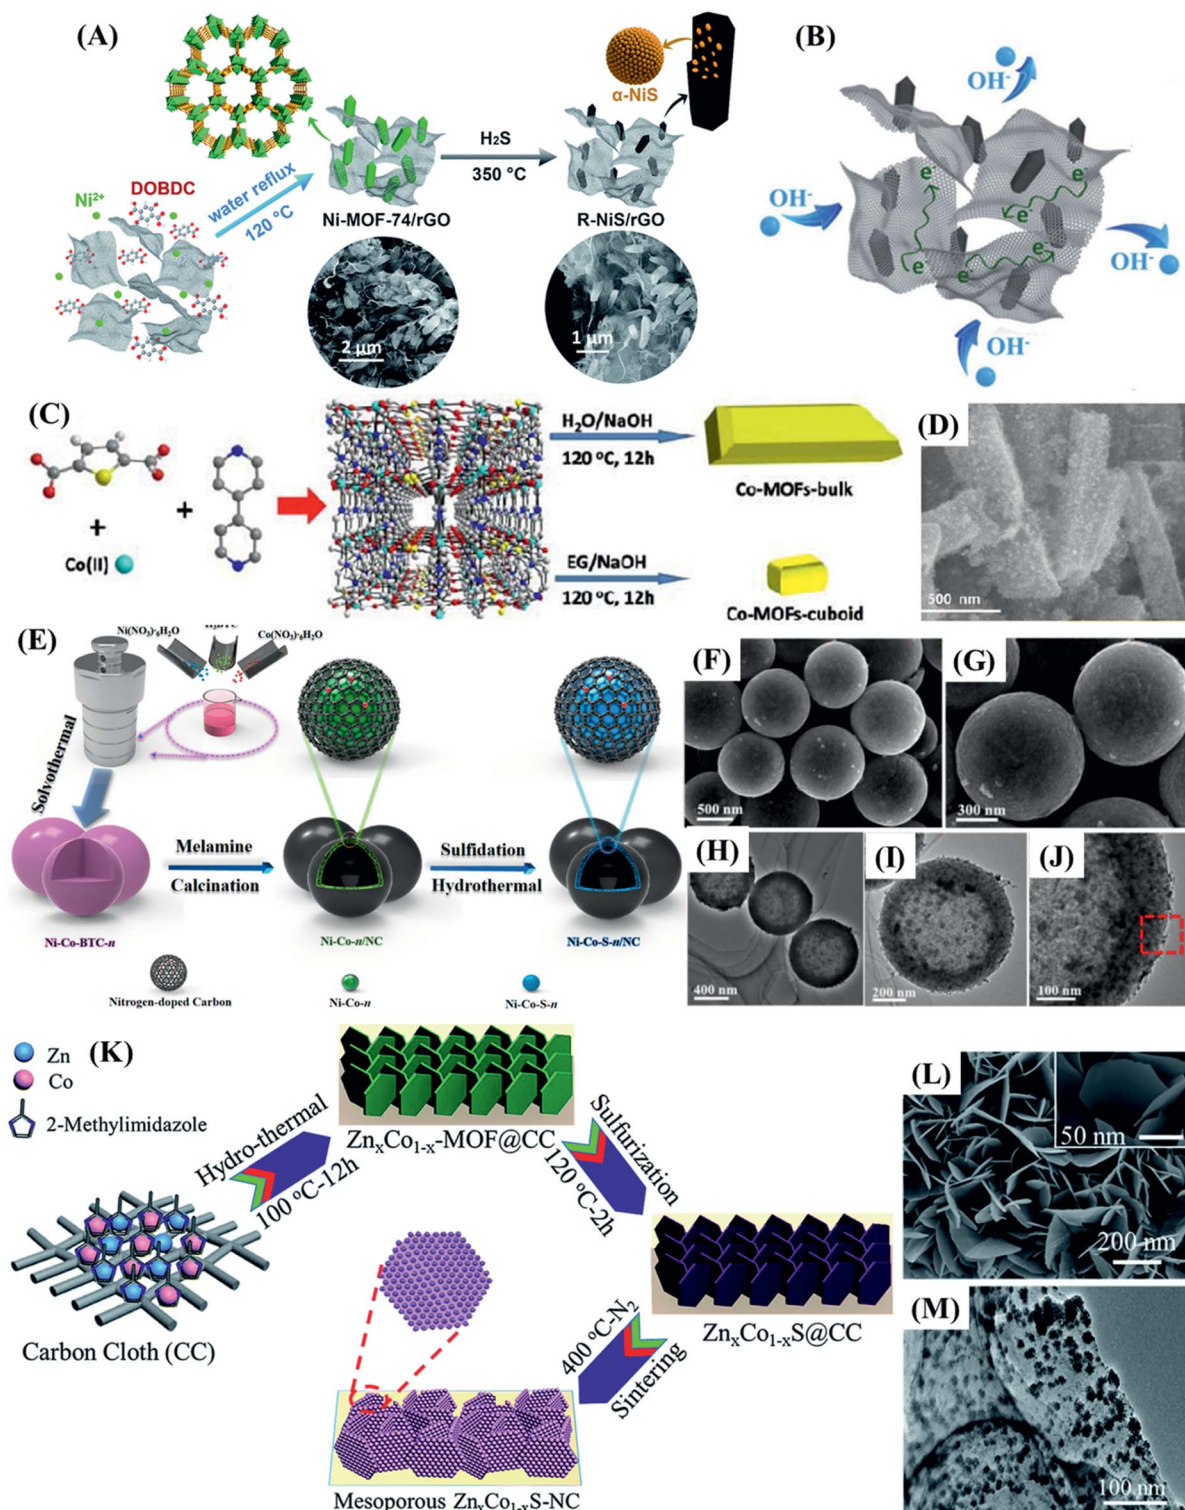 (A)
α-NiS
H₂S
350 °C
Ni²⁺
DOBDC
water reflux
120 °C
Ni-MOF-74/rGO
R-NiS/rGO
2 μm
1 μm
(B)
OH⁻
OH⁻
e⁻
e⁻
e⁻
e⁻
e⁻
OH⁻
OH⁻
(C)
+
Co(II)
+
H₂O/NaOH
120 °C, 12h
Co-MOFs-bulk
EG/NaOH
120 °C, 12h
Co-MOFs-cuboid
(D)
500 nm
(E)
Ni(NO₃)·₆H₂O
H₃BTC
Co(NO₃)·₆H₂O
Solvothermal
Melamine
Calcination
Sulfidation
Hydrothermal
Ni-Co-BTC-n
Ni-Co-n/NC
Ni-Co-S-n/NC
Nitrogen-doped Carbon
Ni-Co-n
Ni-Co-S-n
(F)
500 nm
(G)
300 nm
(H)
400 nm
(I)
200 nm
(J)
100 nm
(K)
Zn
Co
2-Methylimidazole
Carbon Cloth (CC)
Hydro-thermal
100 °C-12h
ZnₓCo₁₋ₓ-MOF@CC
Sulfurization
120 °C-2h
ZnₓCo₁₋ₓS@CC
400 °C-N₂
Sintering
Mesoporous ZnₓCo₁₋ₓS-NC
(L)
50 nm
200 nm
(M)
100 nm